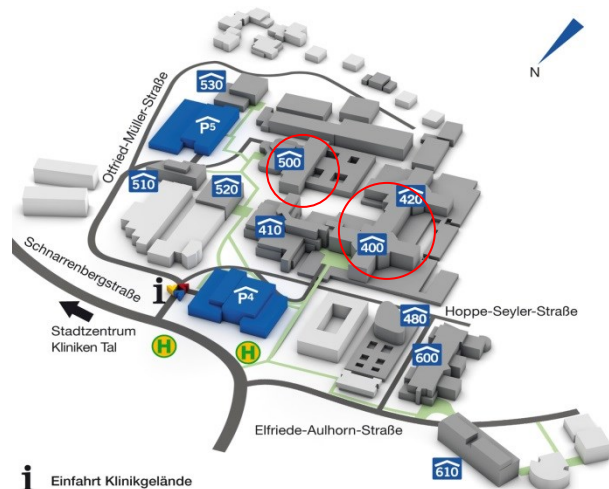 N
530
P5
Otfried-Müller-Straße
500
510
520
420
410
400
Schnarrenbergstraße
i
P4
Hoppe-Seyler-Straße
480
Stadtzentrum
Kliniken Tal
600
H
H
Elfriede-Aulhorn-Straße
610
i Einfahrt Klinikgelände